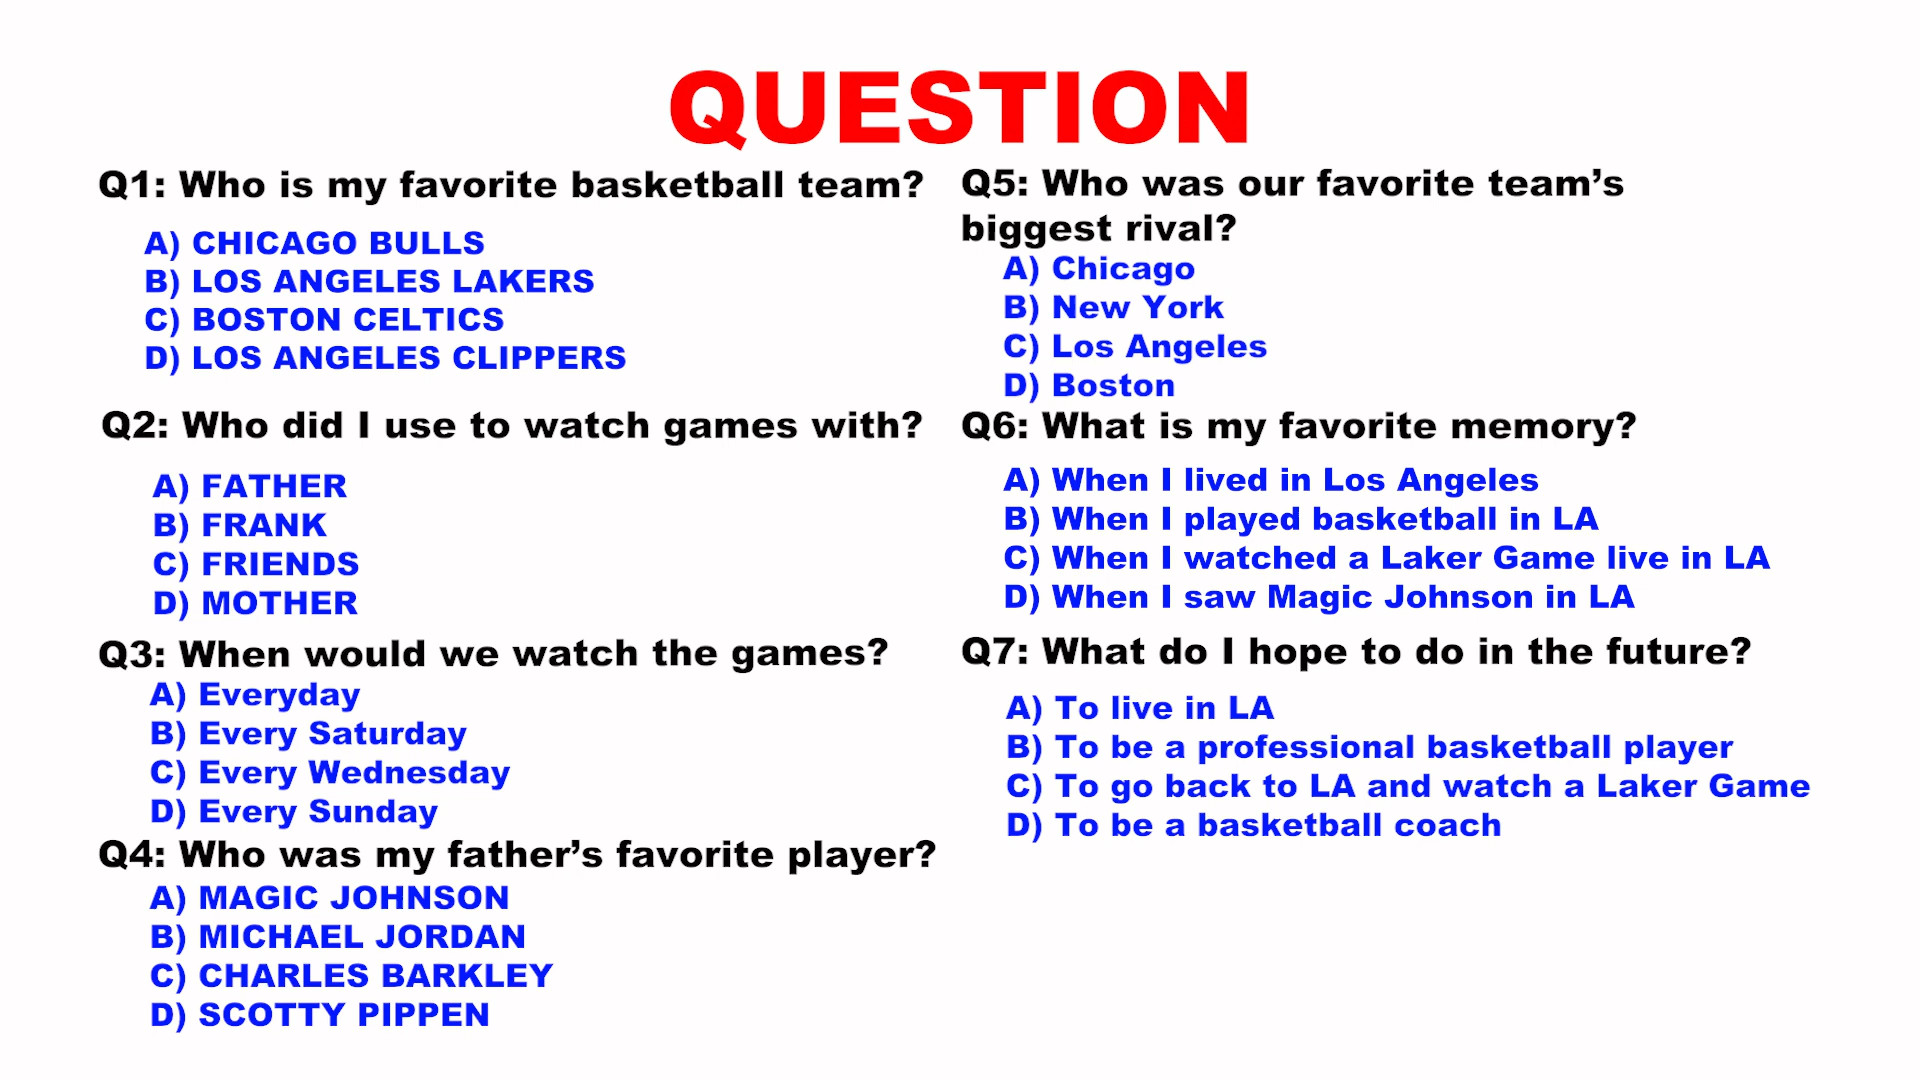 QUESTION
Q1: Who is my favorite basketball team?
A) CHICAGO BULLS
B) LOS ANGELES LAKERS
C) BOSTON CELTICS
D) LOS ANGELES CLIPPERS
Q2: Who did I use to watch games with?
A) FATHER
B) FRANK
C) FRIENDS
D) MOTHER
Q3: When would we watch the games?
A) Everyday
B) Every Saturday
C) Every Wednesday
D) Every Sunday
Q4: Who was my father’s favorite player?
A) MAGIC JOHNSON
B) MICHAEL JORDAN
C) CHARLES BARKLEY
D) SCOTTY PIPPEN
Q5: Who was our favorite team’s
biggest rival?
A) Chicago
B) New York
C) Los Angeles
D) Boston
Q6: What is my favorite memory?
A) When I lived in Los Angeles
B) When I played basketball in LA
C) When I watched a Laker Game live in LA
D) When I saw Magic Johnson in LA
Q7: What do I hope to do in the future?
A) To live in LA
B) To be a professional basketball player
C) To go back to LA and watch a Laker Game
D) To be a basketball coach